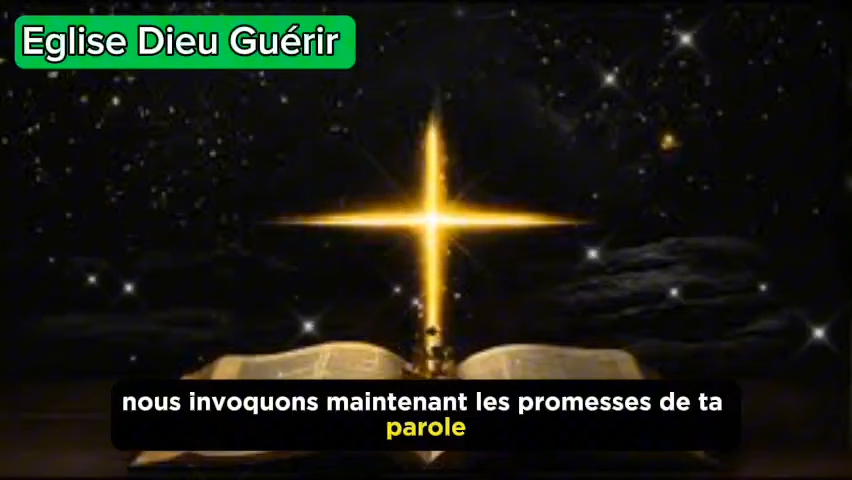 Eglise Dieu Guérir
nous invoquons maintenant les promesses de ta
parole